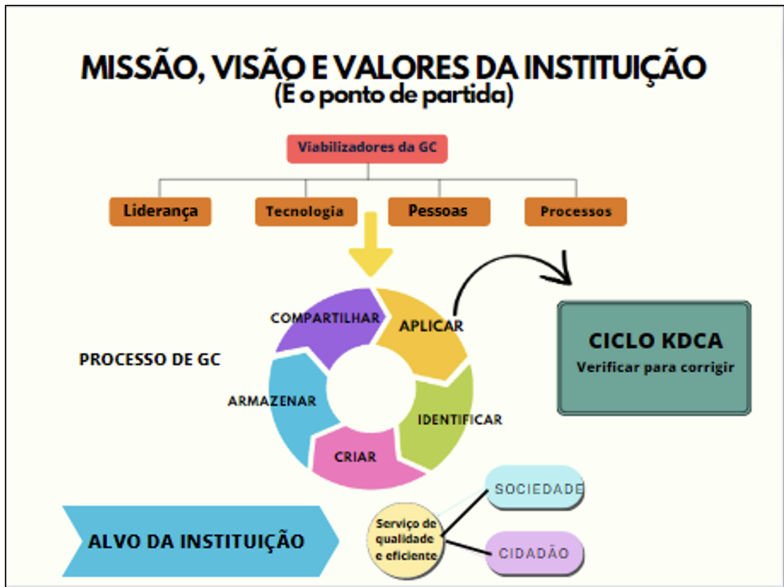 MISSÃO, VISÃO E VALORES DA INSTITUIÇÃO
(É o ponto de partida)
Viabilizadores da GC
Liderança
Tecnologia
Pessoas
Processos
COMPARTILHAR
APLICAR
CICLO KDCA
Verificar para corrigir
PROCESSO DE GC
ARMAZENAR
IDENTIFICAR
CRIAR
ALVO DA INSTITUIÇÃO
Serviço de
qualidade
e eficiente
SOCIEDADE
CIDADÃO